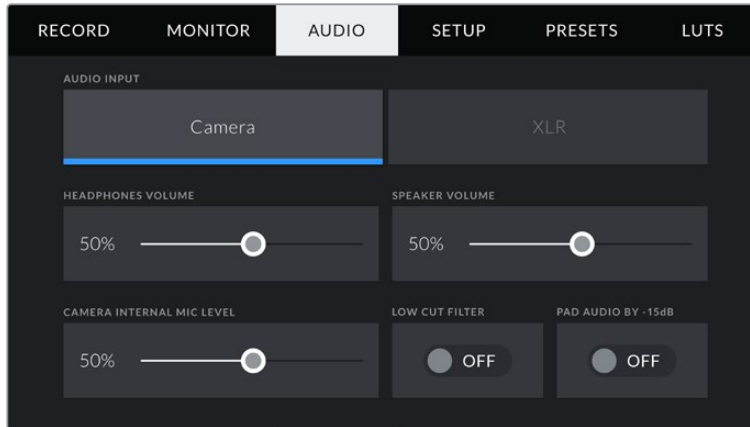 RECORD MONITOR AUDIO SETUP PRESETS LUTS
AUDIO INPUT
Camera XLR
HEADPHONES VOLUME SPEAKER VOLUME
50% 50%
CAMERA INTERNAL MIC LEVEL LOW CUT FILTER PAD AUDIO BY -15dB
50% OFF OFF